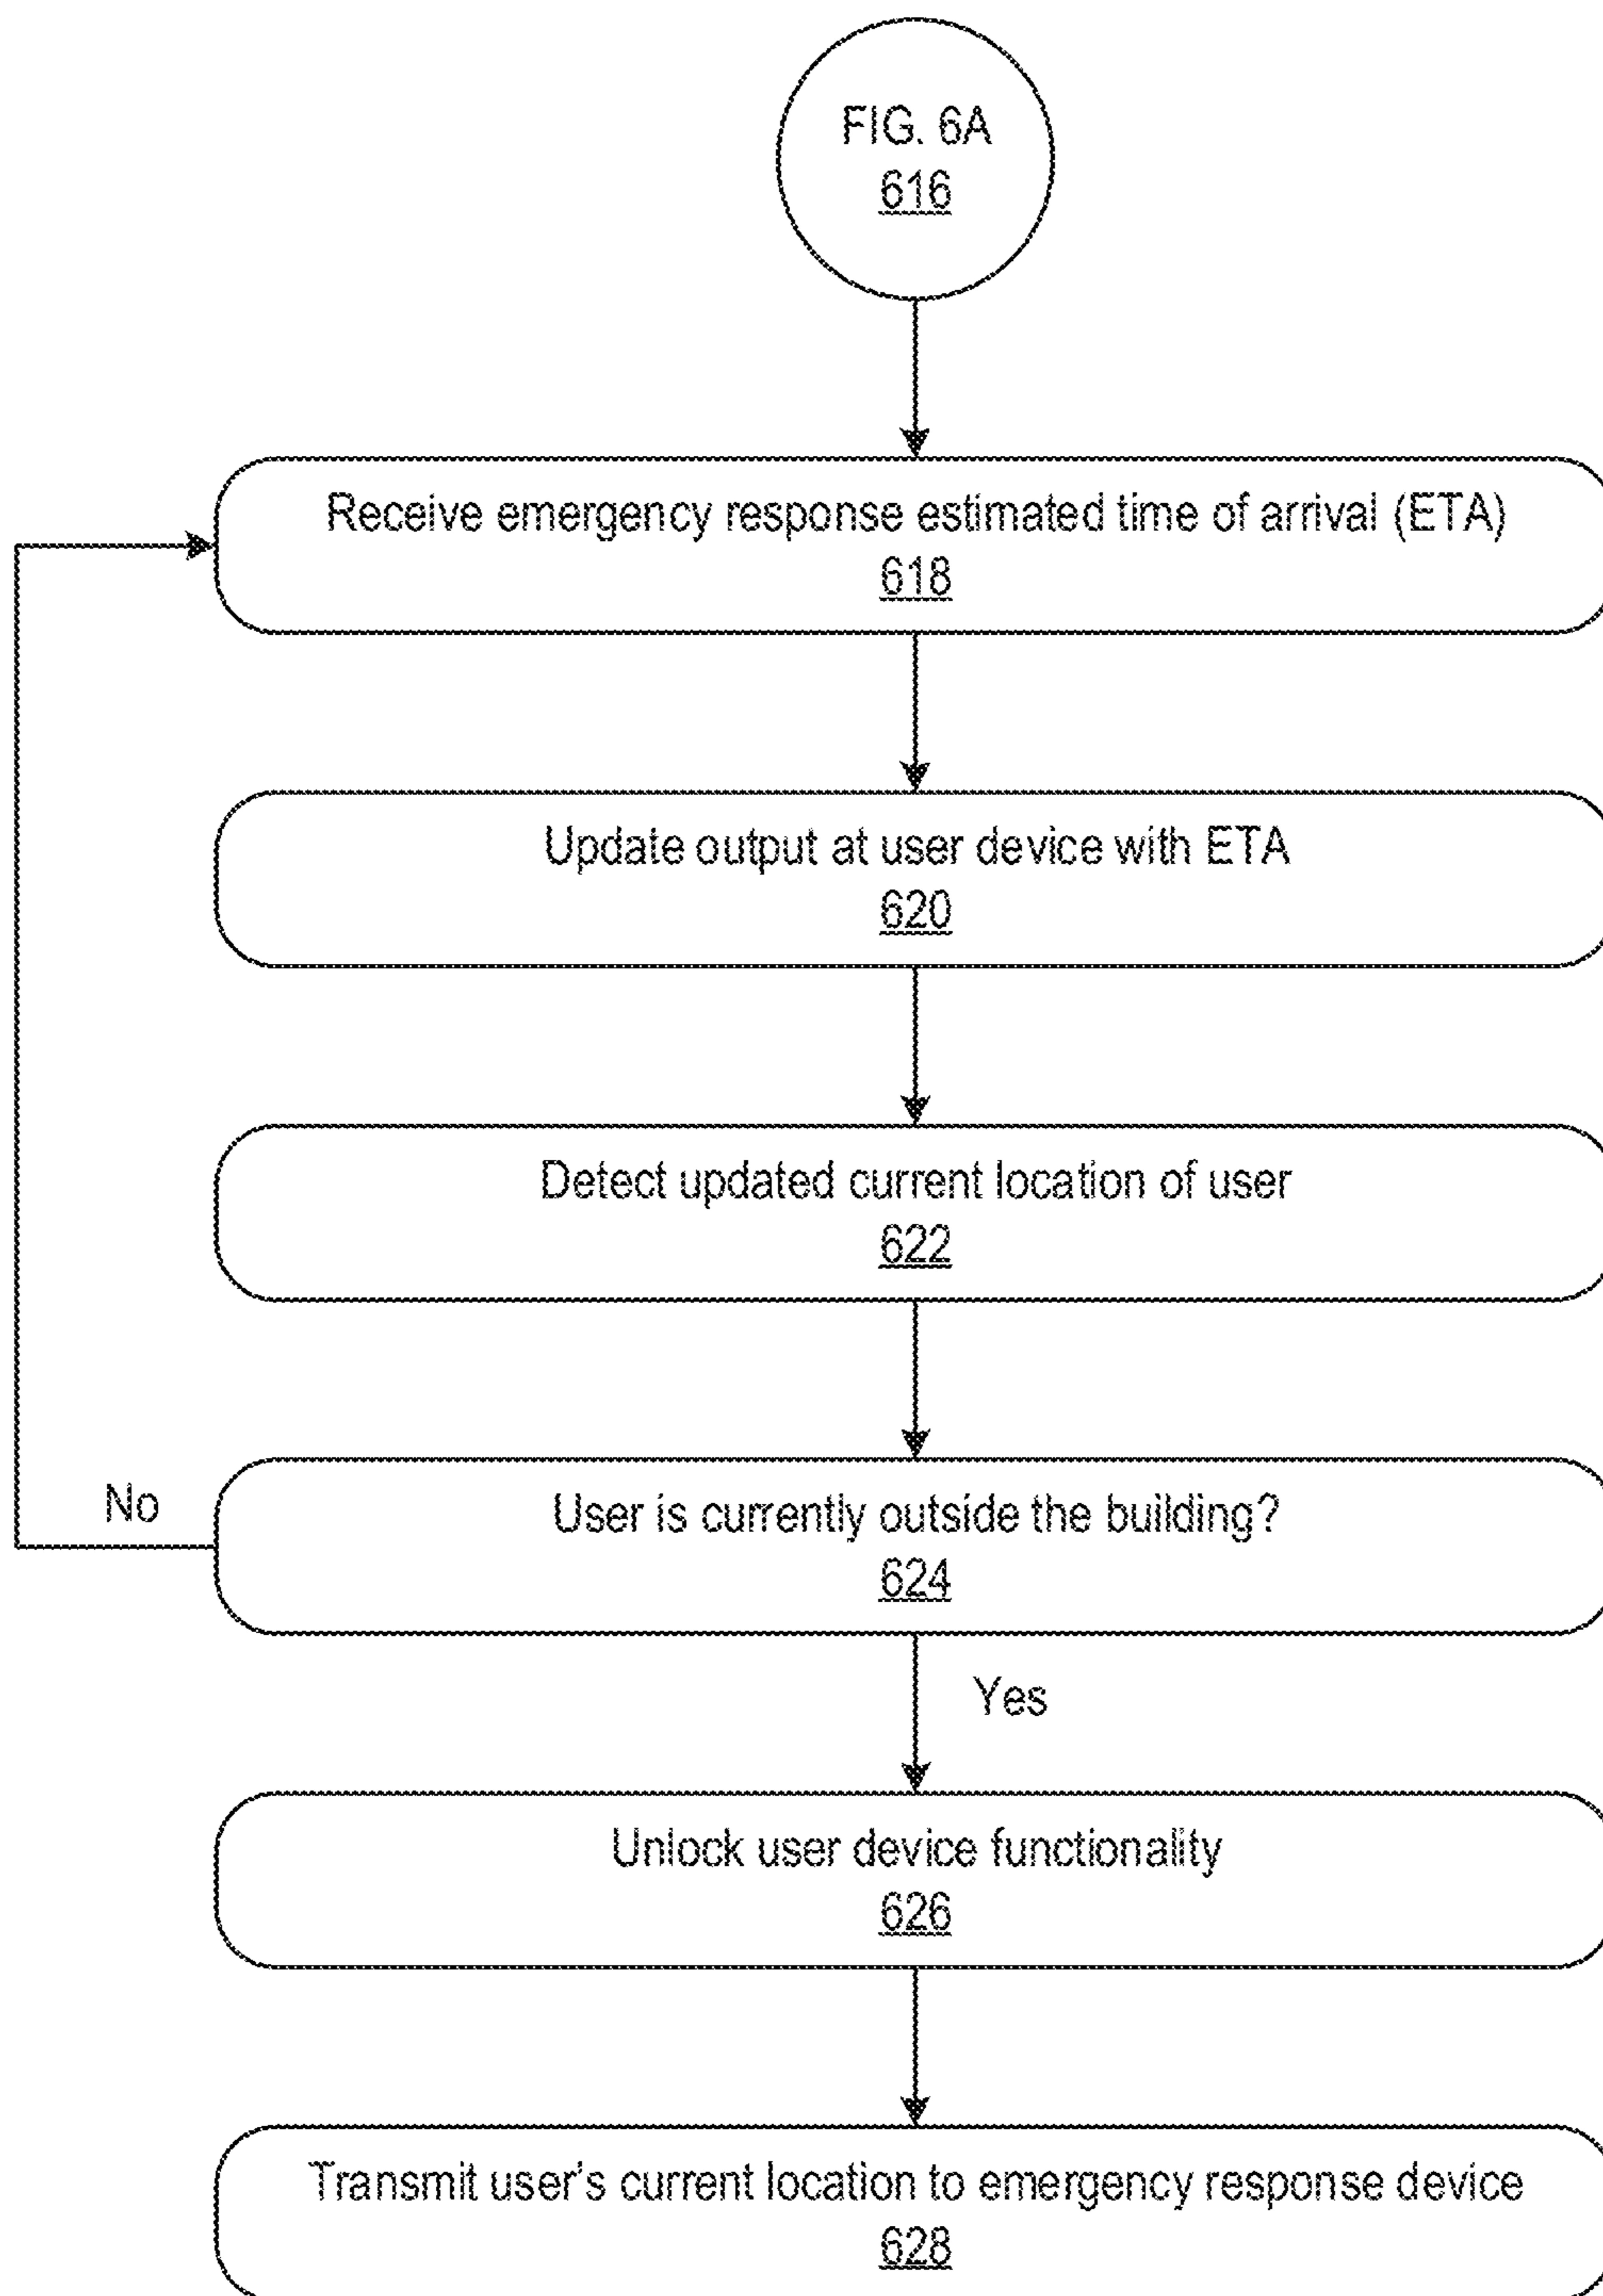 FIG. 6A
616
Receive emergency response estimated time of arrival (ETA)
618
Update output at user device with ETA
620
Detect updated current location of user
622
User is currently outside the building?
624
No
Yes
Unlock user device functionality
626
Transmit user's current location to emergency response device
628